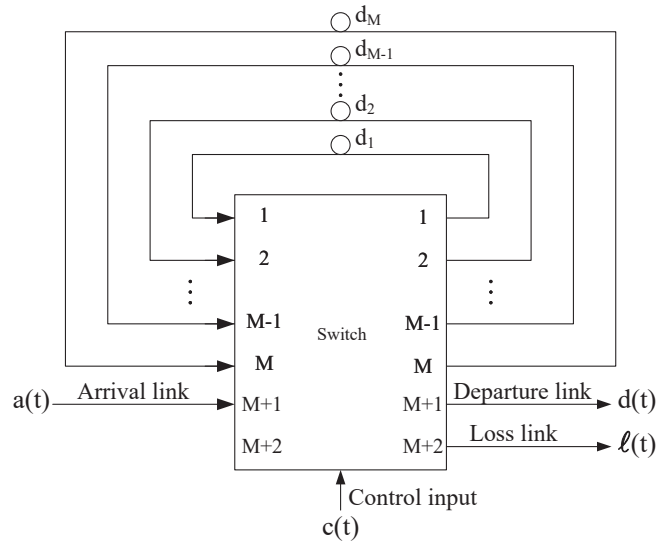 d_M
d_{M-1}
⋮
d_2
d_1
1 1
2 2
⋮ ⋮
M-1 M-1
Switch
M M
a(t) Arrival link M+1 M+1 Departure link d(t)
M+2 M+2 Loss link ℓ(t)
Control input
c(t)